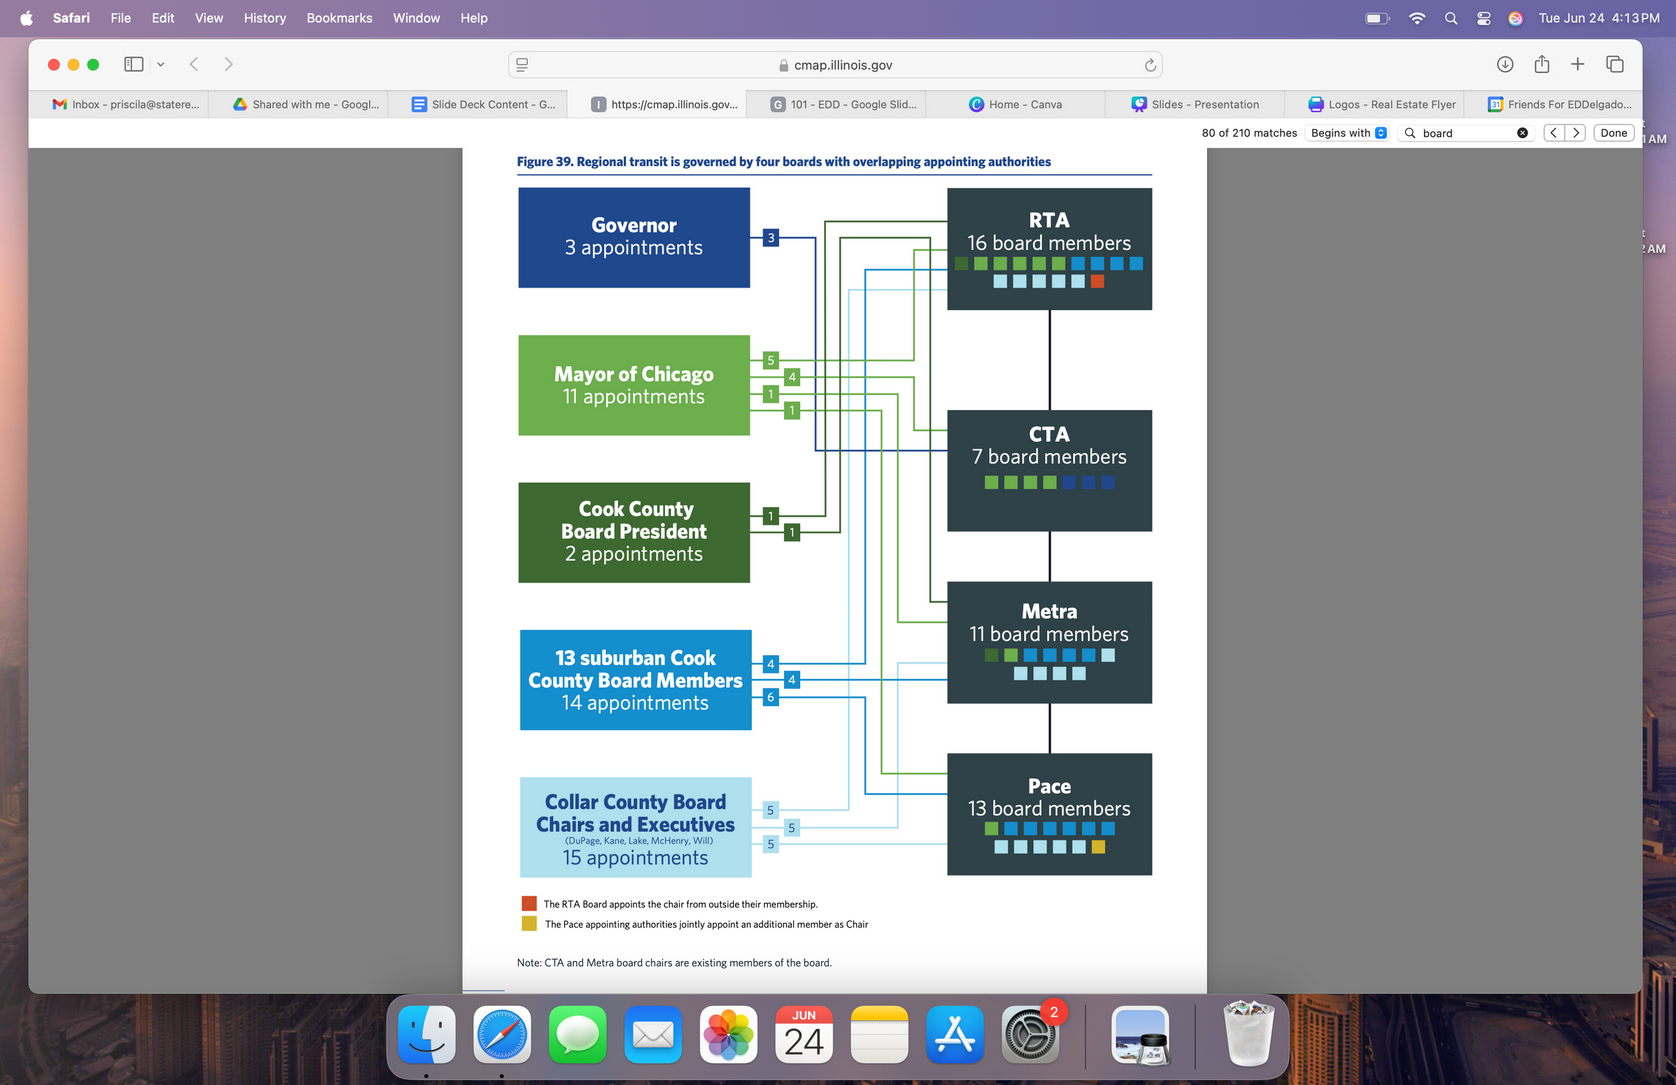 Safari File Edit View History Bookmarks Window Help Tue Jun 24 4:13 PM
cmap.illinois.gov
Inbox - priscila@statere... Shared with me - Googl... Slide Deck Content - G... https://cmap.illinois.gov... 101 - EDD - Google Slid... Home - Canva Slides - Presentation Logos - Real Estate Flyer Friends For EDDelgado...
80 of 210 matches Begins with board Done
Figure 39. Regional transit is governed by four boards with overlapping appointing authorities
Governor
3 appointments
3
Mayor of Chicago
11 appointments
5
4
1
1
Cook County
Board President
2 appointments
1
1
13 suburban Cook
County Board Members
14 appointments
4
4
6
Collar County Board
Chairs and Executives
(DuPage, Kane, Lake, McHenry, Will)
15 appointments
5
5
5
RTA
16 board members
CTA
7 board members
Metra
11 board members
Pace
13 board members
The RTA Board appoints the chair from outside their membership.
The Pace appointing authorities jointly appoint an additional member as Chair
Note: CTA and Metra board chairs are existing members of the board.
JUN
24
2